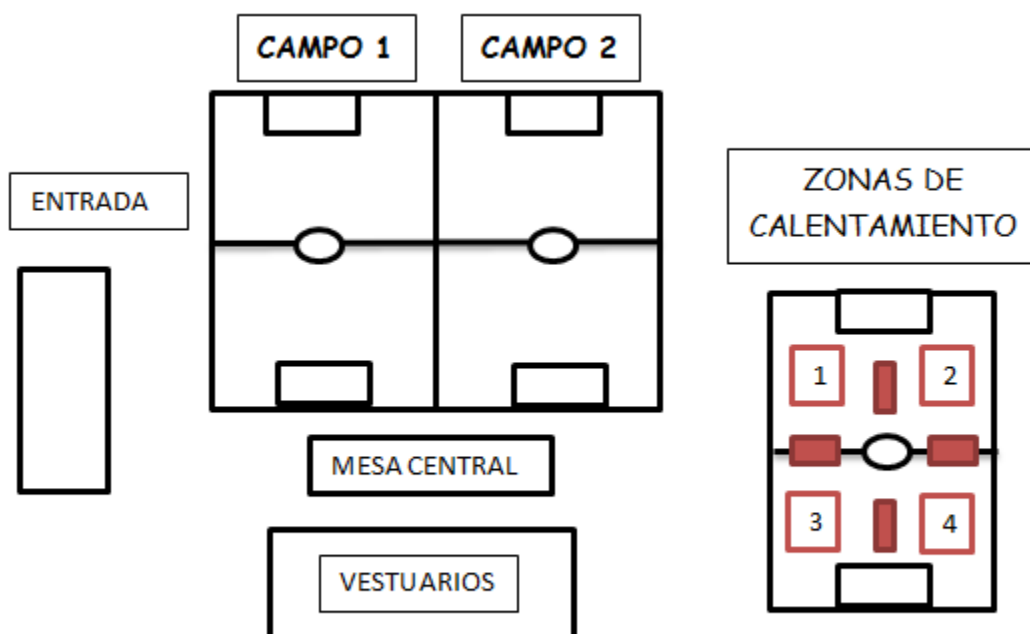 CAMPO 1
CAMPO 2
ENTRADA
ZONAS DE
CALENTAMIENTO
1
2
3
4
MESA CENTRAL
VESTUARIOS